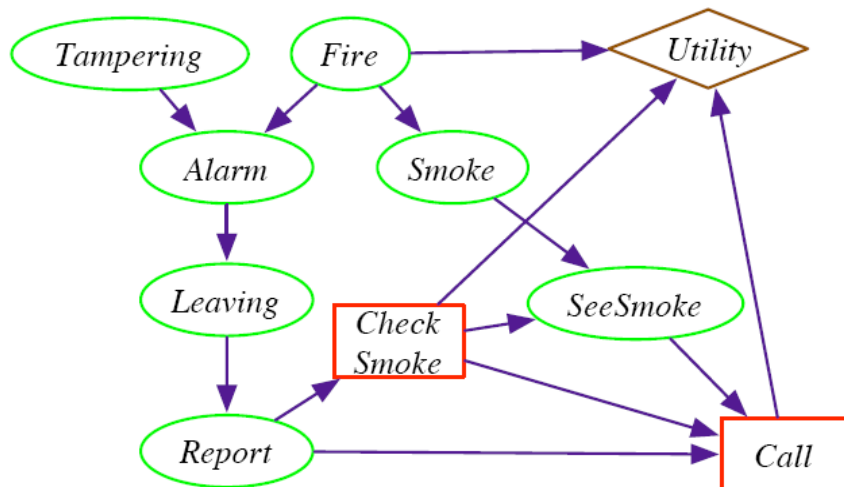 Tampering
Fire
Utility
Alarm
Smoke
Leaving
Check
Smoke
SeeSmoke
Report
Call